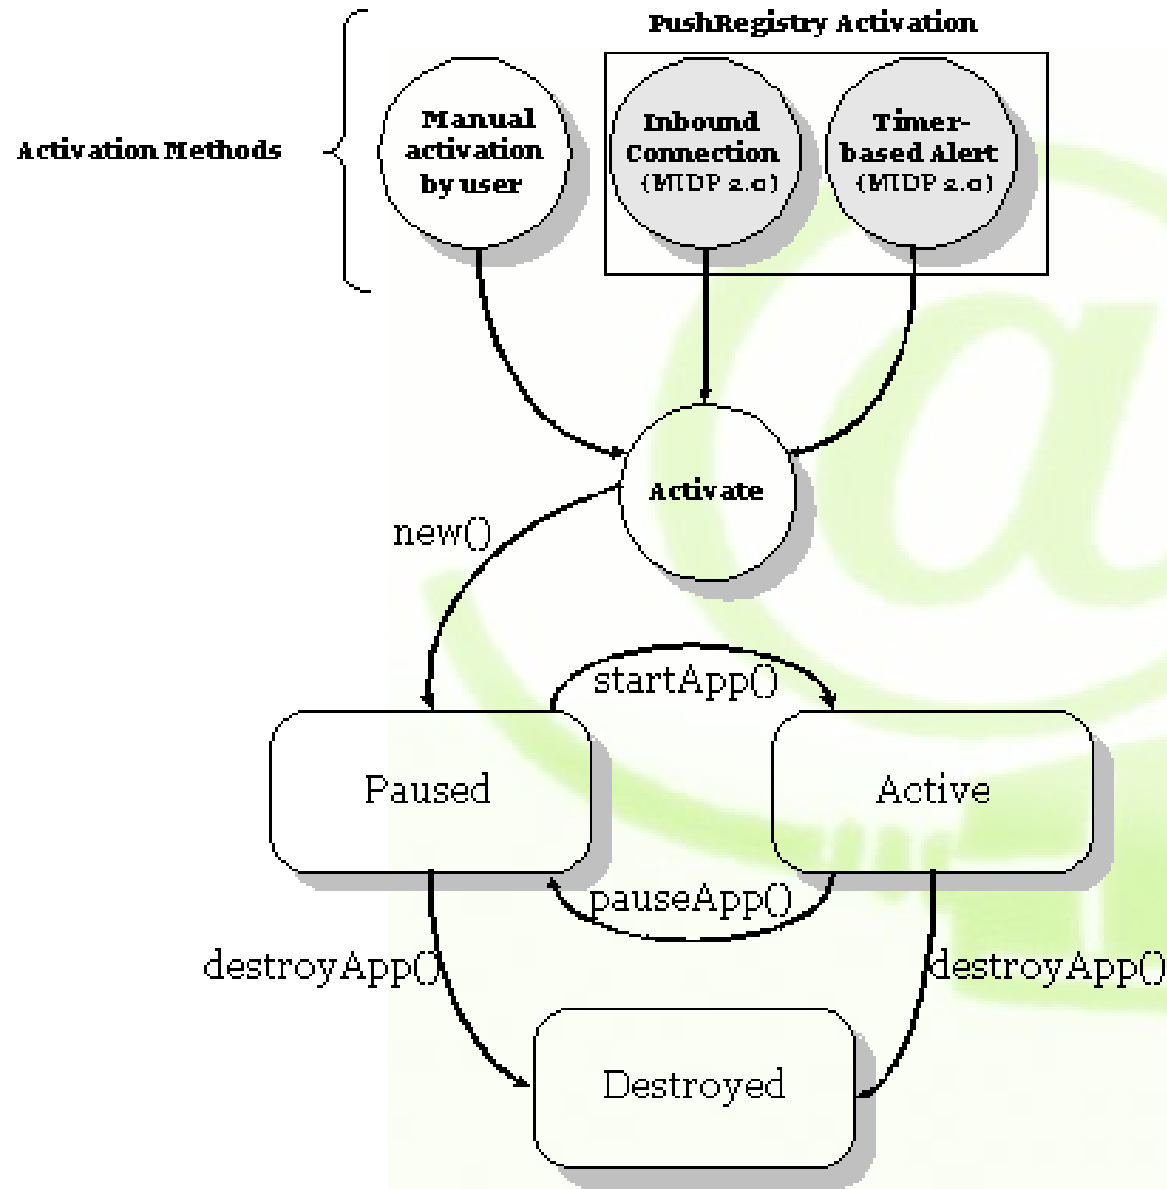 PushRegistry Activation
Activation Methods
Manual
activation
by user
Inbound
Connection
(MIDP 2.0)
Timer-
based Alert
(MIDP 2.0)
Activate
new()
startApp()
Paused
Active
pauseApp()
destroyApp()
destroyApp()
Destroyed